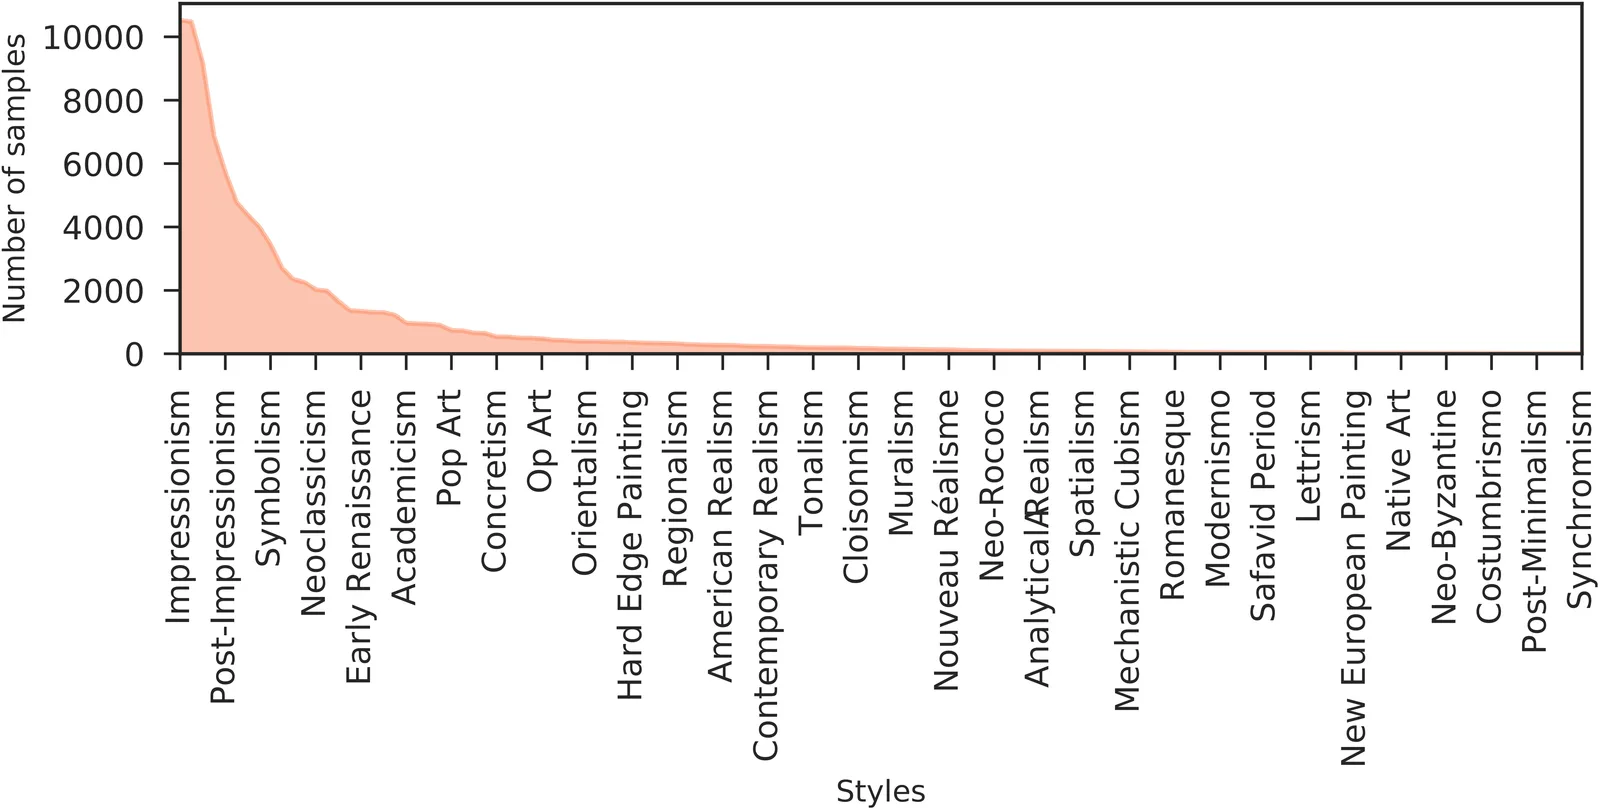 Number of samples
10000
8000
6000
4000
2000
0
Impressionism
Post-Impressionism
Symbolism
Neoclassicism
Early Renaissance
Academicism
Pop Art
Concretism
Op Art
Orientalism
Hard Edge Painting
Regionalism
American Realism
Contemporary Realism
Tonalism
Cloisonnism
Muralism
Nouveau Réalisme
Neo-Rococo
Analytical Realism
Spatialism
Mechanistic Cubism
Romanesque
Modernismo
Safavid Period
Lettrism
New European Painting
Native Art
Neo-Byzantine
Costumbrismo
Post-Minimalism
Synchromism
Styles